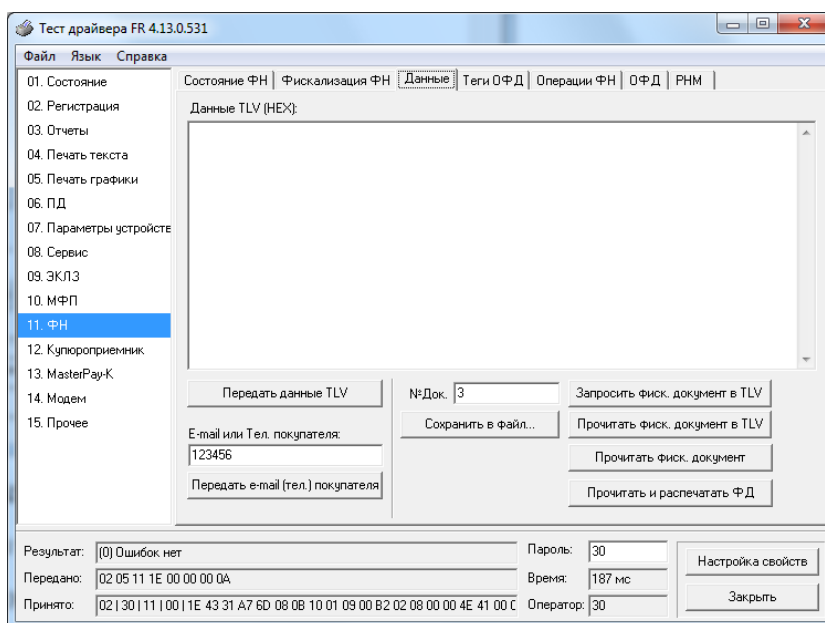 Тест драйвера FR 4.13.0.531
Файл Язык Справка
01. Состояние
02. Регистрация
03. Отчеты
04. Печать текста
05. Печать графики
06. ПД
07. Параметры устройств
08. Сервис
09. ЭКЛЗ
10. МФП
11. ФН
12. Купюроприемник
13. MasterPay-K
14. Модем
15. Прочее
Состояние ФН Фискализация ФН Данные Теги ОФД Операции ФН ОФД РНМ
Данные TLV (HEX):
Передать данные TLV
E-mail или Тел. покупателя:
123456
Передать e-mail (тел.) покупателя
№Док. 3
Сохранить в файл...
Запросить фиск. документ в TLV
Прочитать фиск. документ в TLV
Прочитать фиск. документ
Прочитать и распечатать ФД
Результат: (0) Ошибок нет
Передано: 02 05 11 1E 00 00 00 0A
Принято: 02 | 30 | 11 | 00 | 1E 43 31 A7 6D 08 0B 10 01 09 00 B2 02 08 00 00 4E 41 00
Пароль: 30
Время: 187 мс
Оператор: 30
Настройка свойств
Закрыть